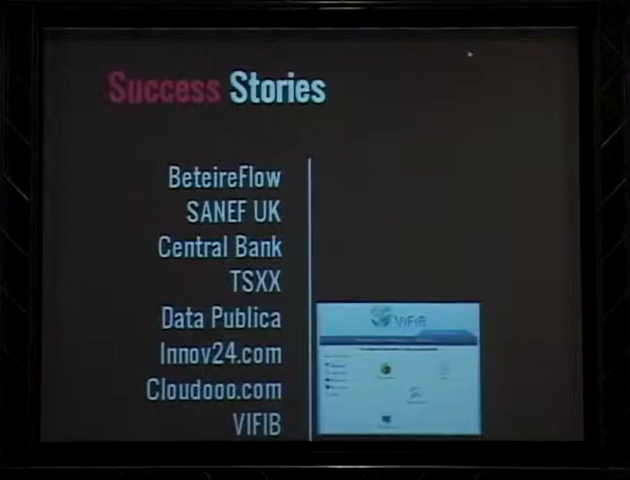 Success Stories
BeteireFlow
SANEF UK
Central Bank
TSXX
Data Publica
Innov24.com
Cloudooo.com
VIFIB
ViFiB